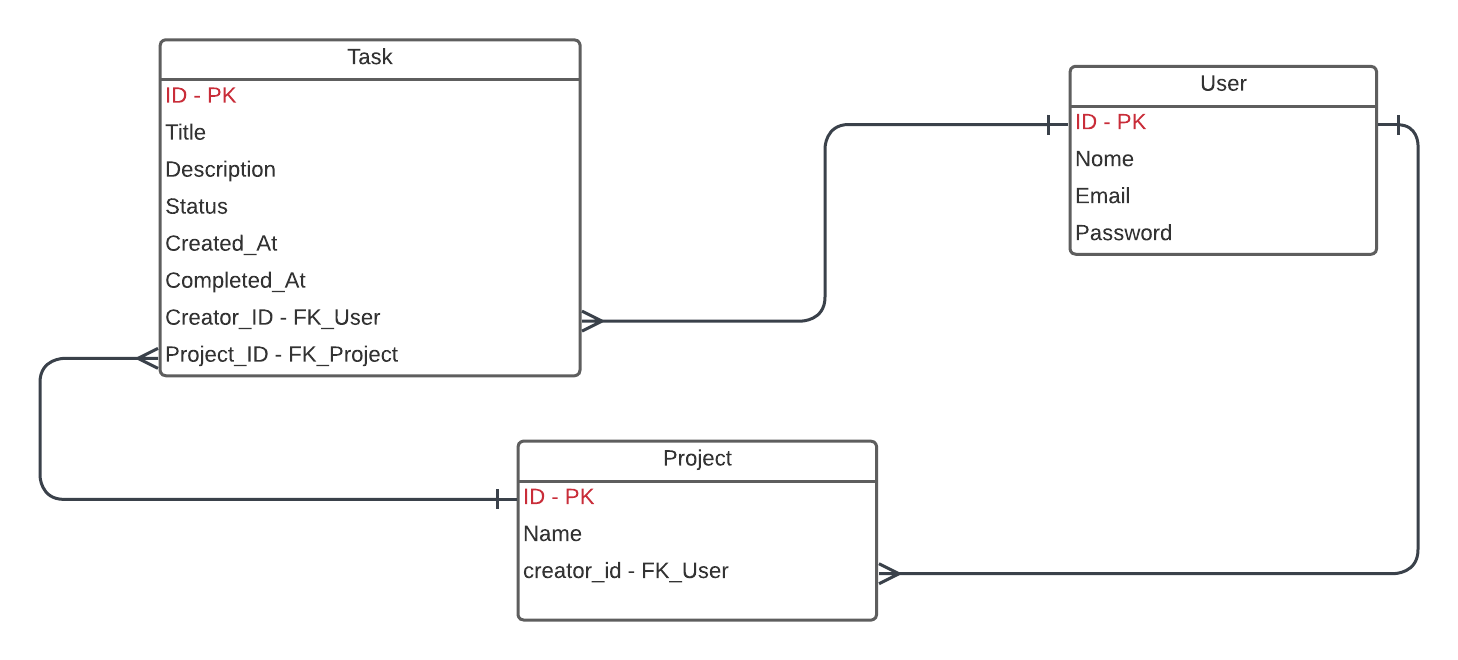 Task
ID - PK
Title
Description
Status
Created_At
Completed_At
Creator_ID - FK_User
Project_ID - FK_Project
User
ID - PK
Nome
Email
Password
Project
ID - PK
Name
creator_id - FK_User